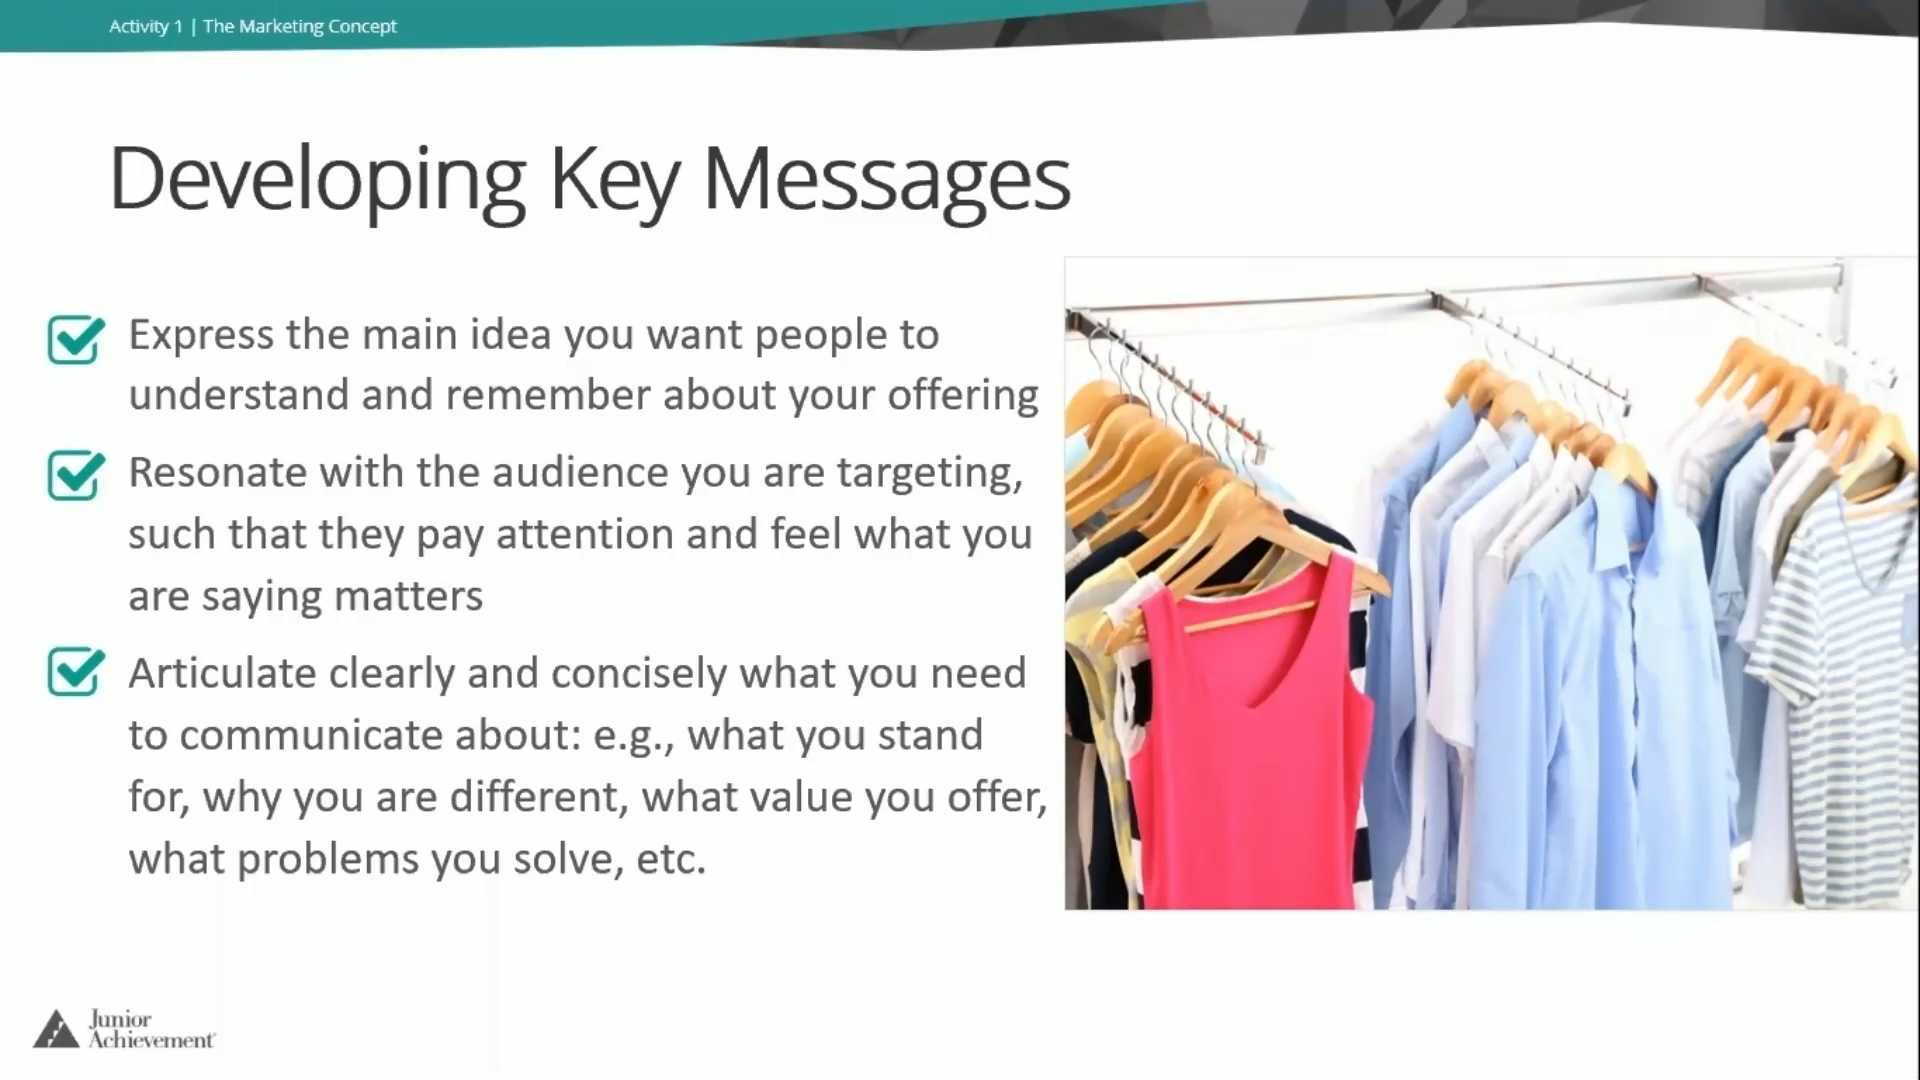 Activity 1 | The Marketing Concept
Developing Key Messages
Express the main idea you want people to
understand and remember about your offering
Resonate with the audience you are targeting,
such that they pay attention and feel what you
are saying matters
Articulate clearly and concisely what you need
to communicate about: e.g., what you stand
for, why you are different, what value you offer,
what problems you solve, etc.
Junior
Achievement®